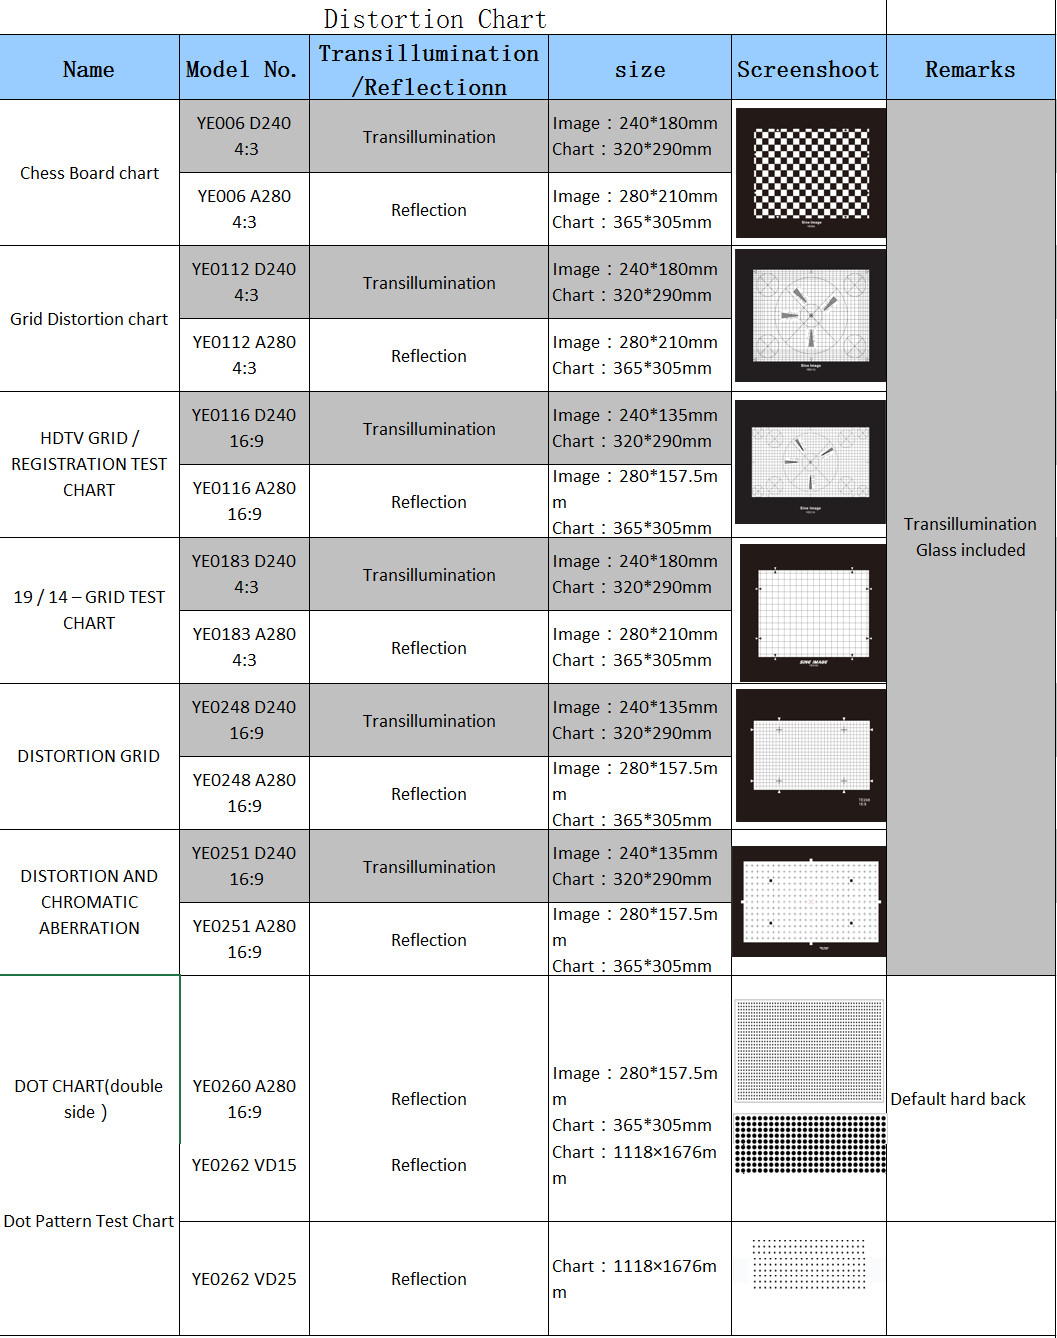 Distortion Chart
Name
Model No.
Transillumination
/Reflectionn
size
Screenshoot
Remarks
Chess Board chart
YE006 D240
4:3
Transillumination
Image：240*180mm
Chart：320*290mm
Sine Image
YE006 A280
4:3
Reflection
Image：280*210mm
Chart：365*305mm
Grid Distortion chart
YE0112 D240
4:3
Transillumination
Image：240*180mm
Chart：320*290mm
Sine Image
YE0112 A280
4:3
Reflection
Image：280*210mm
Chart：365*305mm
HDTV GRID /
REGISTRATION TEST
CHART
YE0116 D240
16:9
Transillumination
Image：240*135mm
Chart：320*290mm
Sine Image
YE0116 A280
16:9
Reflection
Image：280*157.5m
m
Chart：365*305mm
Transillumination
Glass included
19 / 14 – GRID TEST
CHART
YE0183 D240
4:3
Transillumination
Image：240*180mm
Chart：320*290mm
SINE IMAGE
YE0183 A280
4:3
Reflection
Image：280*210mm
Chart：365*305mm
DISTORTION GRID
YE0248 D240
16:9
Transillumination
Image：240*135mm
Chart：320*290mm
YE0248 A280
16:9
Reflection
Image：280*157.5m
m
Chart：365*305mm
DISTORTION AND
CHROMATIC
ABERRATION
YE0251 D240
16:9
Transillumination
Image：240*135mm
Chart：320*290mm
YE0251 A280
16:9
Reflection
Image：280*157.5m
m
Chart：365*305mm
DOT CHART(double
side )
YE0260 A280
16:9
Reflection
Image：280*157.5m
m
Chart：365*305mm
Default hard back
Dot Pattern Test Chart
YE0262 VD15
Reflection
Chart：1118×1676m
m
YE0262 VD25
Reflection
Chart：1118×1676m
m